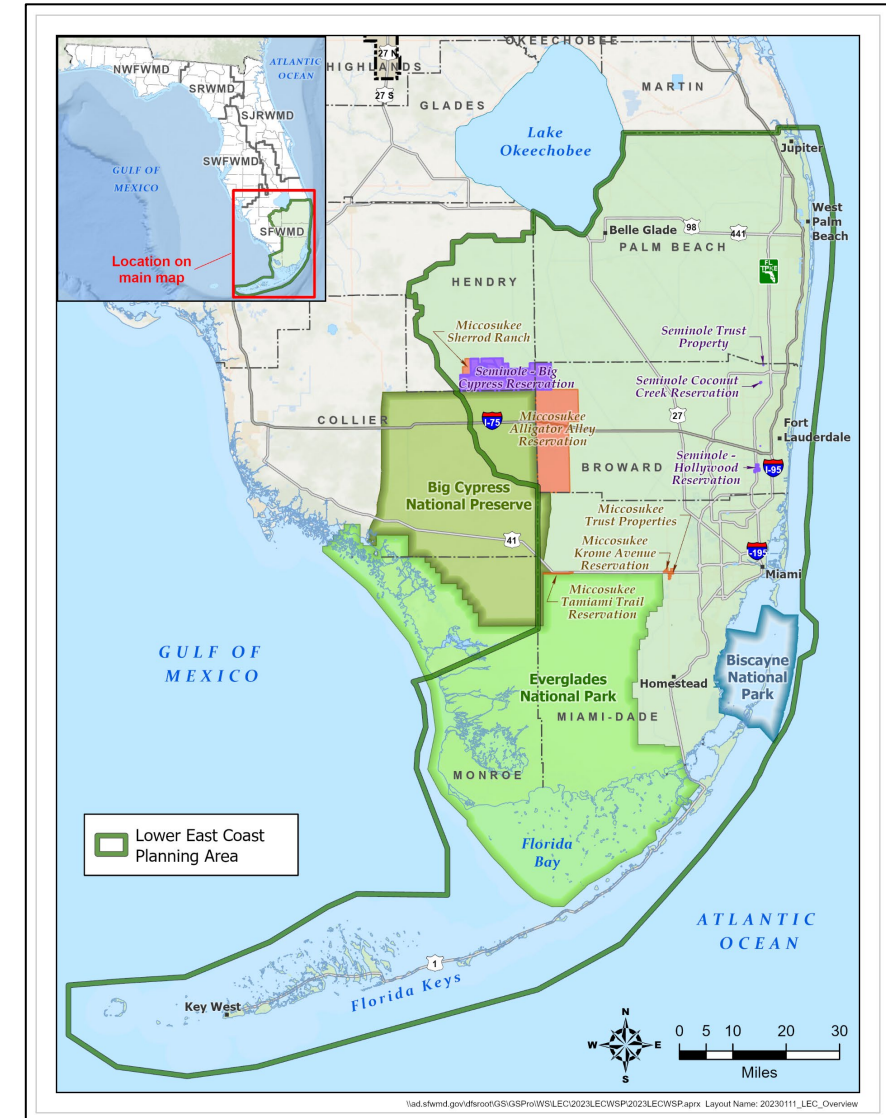 OKEECHOBEE
27 N
HIGHLANDS
27 S
GLADES
MARTIN
ATLANTIC
OCEAN
NWFWMD
SRWMD
SJRWMD
SWFWMD
GULF OF
MEXICO
SFWMD
Location on
main map
Lake
Okeechobee
Jupiter
West
Palm
Beach
Belle Glade
98
441
PALM BEACH
HENDRY
Miccosukee
Sherrod Ranch
Seminole Trust
Property
Seminole - Big
Cypress Reservation
Seminole Coconut
Creek Reservation
COLLIER
I-75
Miccosukee
Alligator Alley
Reservation
27
Fort
Lauderdale
BROWARD
Seminole -
Hollywood
Reservation
I-95
Big Cypress
National Preserve
Miccosukee
Trust Properties
41
Miccosukee
Krome Avenue
Reservation
I-195
Miami
Miccosukee
Tamiami Trail
Reservation
GULF OF
MEXICO
Everglades
National Park
Homestead
Biscayne
National
Park
MIAMI-DADE
MONROE
Lower East Coast
Planning Area
Florida
Bay
ATLANTIC
OCEAN
1
Key West
Florida Keys
N
W
E
S
0 5 10 20 30
Miles
\\ad.sfwmd.gov\dfsroot\GS\GSPro\WS\LEC\2023LECWSP\2023LECWSP.aprx Layout Name: 20230111_LEC_Overview